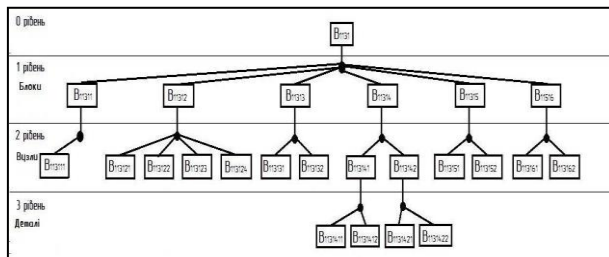 0 рівень
В1131
1 рівень
Блоки
В11311 В11312 В11313 В11314 В11315 В11316
2 рівень
Вузли
В113111 В113121 В113122 В113123 В113124 В113131 В113132 В113141 В113142 В113151 В113152 В113161 В113162
3 рівень
Деталі
В1131411 В1131412 В1131421 В1131422